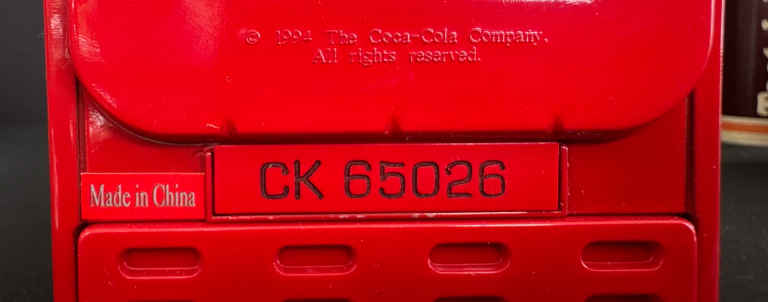 © 1994 The Coca-Cola Company.
All rights reserved.
Made in China
CK 65026